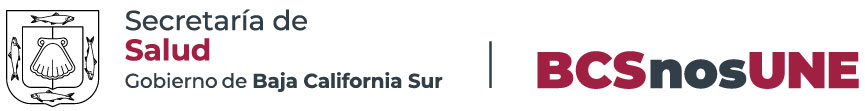 Secretaría de
Salud
Gobierno de Baja California Sur
BCSnosUNE